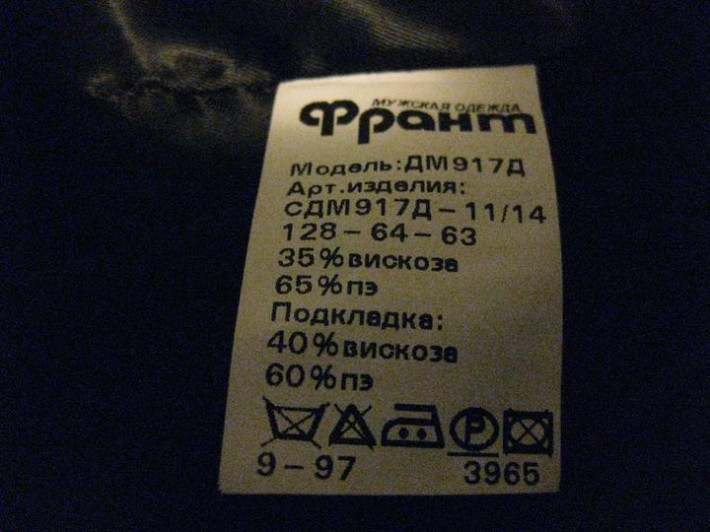 МУЖСКАЯ ОДЕЖДА
Франт
Модель:ДМ917Д
Арт.изделия:
СДМ917Д-11/14
128-64-63
35%вискоза
65%пэ
Подкладка:
40%вискоза
60%пэ
P
9-97 3965